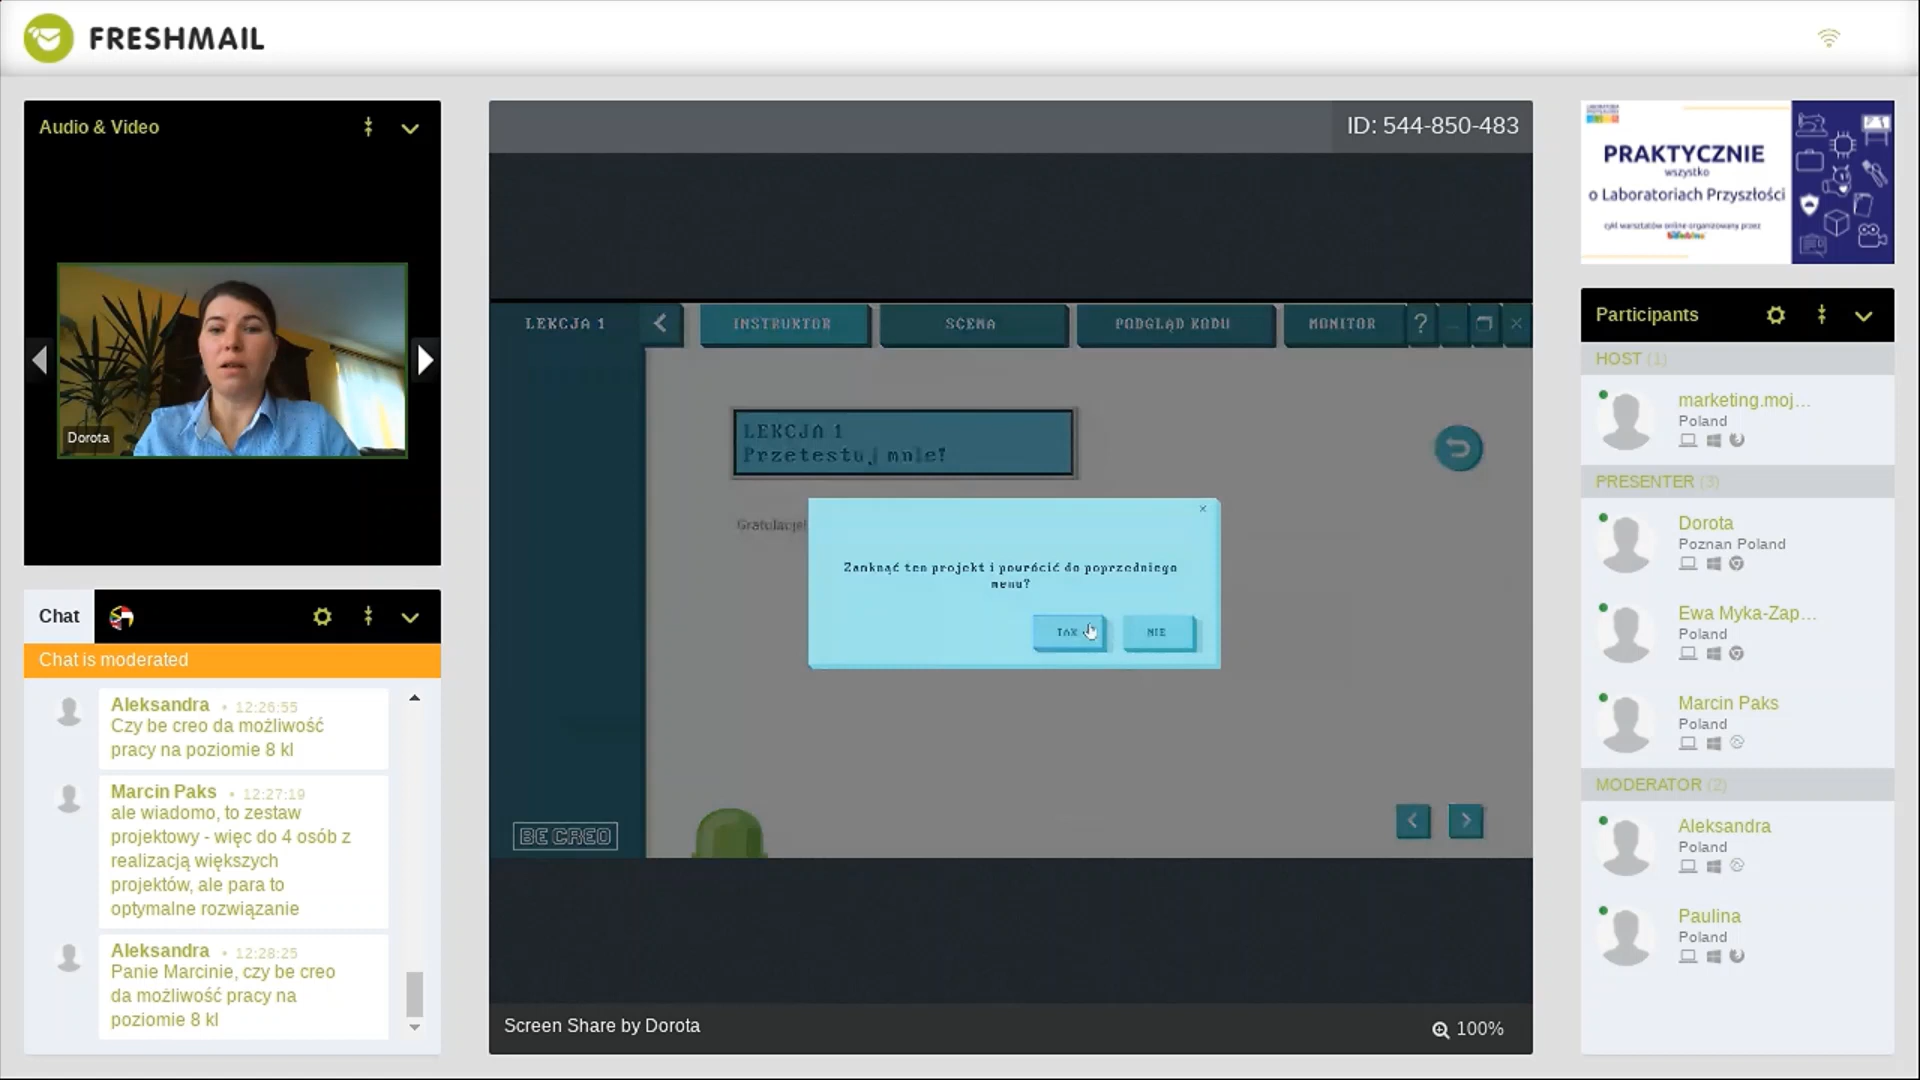 FRESHMAIL
Audio & Video
Dorota
Chat
Chat is moderated
Aleksandra • 12:26:55
Czy be creo da możliwość
pracy na poziomie 8 kl
Marcin Paks • 12:27:19
ale wiadomo, to zestaw
projektowy - więc do 4 osób z
realizacją większych
projektów, ale para to
optymalne rozwiązanie
Aleksandra • 12:28:25
Panie Marcinie, czy be creo
da możliwość pracy na
poziomie 8 kl
ID: 544-850-483
LEKCJA 1
INSTRUKTOR
SCENA
PODGLĄD KODU
MONITOR
?
LEKCJA 1
Przetestuj mnie!
Gratulacje!
Zamknąć ten projekt i powrócić do poprzedniego
menu?
TAK
NIE
BE CREO
Screen Share by Dorota
100%
PRAKTYCZNIE
wszystko
o Laboratoriach Przyszłości
cykl warsztatów online organizowany przez
Participants
HOST (1)
marketing.moj...
Poland
PRESENTER (3)
Dorota
Poznan Poland
Ewa Myka-Zap...
Poland
Marcin Paks
Poland
MODERATOR (2)
Aleksandra
Poland
Paulina
Poland